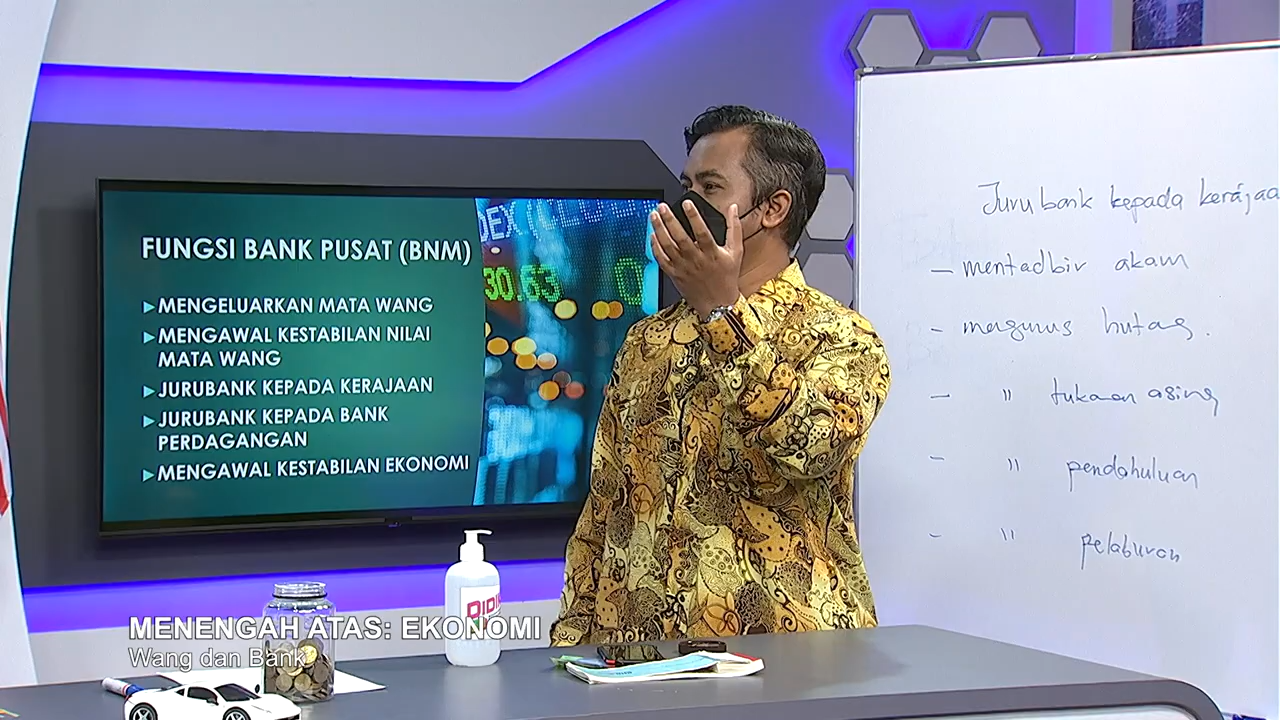 FUNGSI BANK PUSAT (BNM)
▸MENGELUARKAN MATA WANG
▸MENGAWAL KESTABILAN NILAI
MATA WANG
▸JURUBANK KEPADA KERAJAAN
▸JURUBANK KEPADA BANK
PERDAGANGAN
▸MENGAWAL KESTABILAN EKONOMI
30.63
Jurubank kepada kerajaa
– mentadbir akaun
– mengurus hutang.
– " tukaran asing
– " pendahuluan
– " pelaburan
DIDI
MENENGAH ATAS: EKONOMI
Wang dan Bank